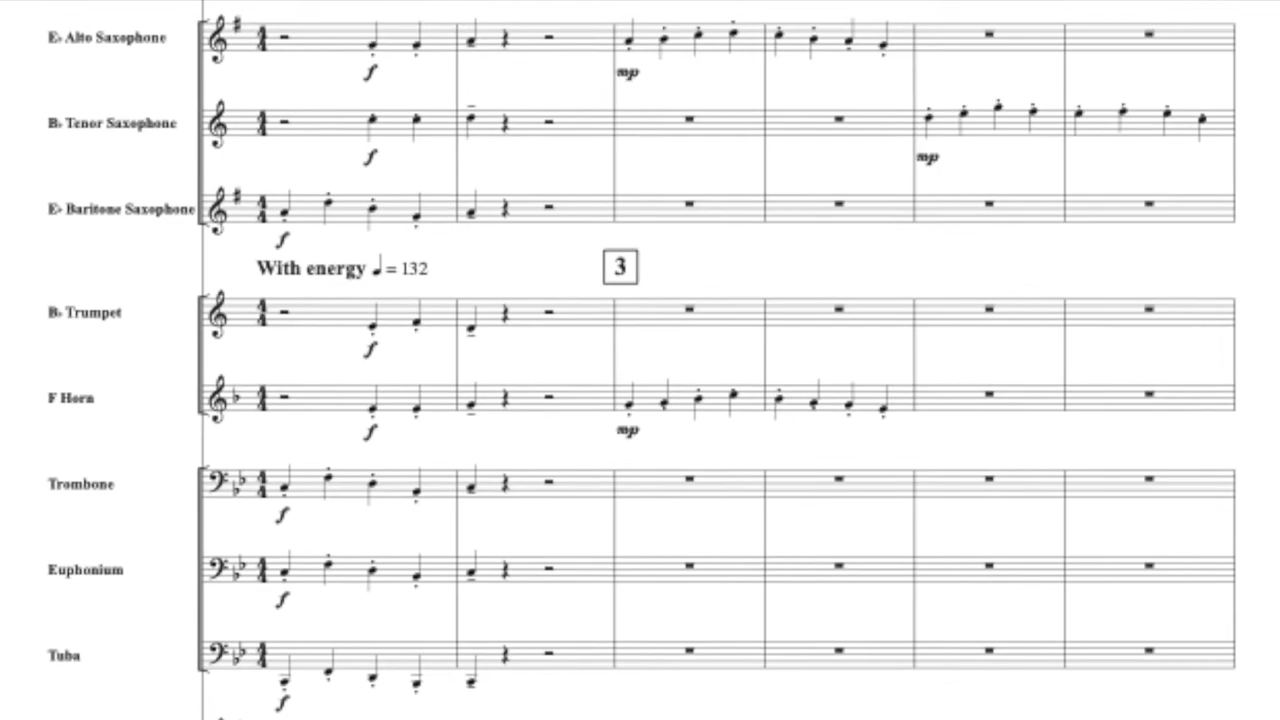 E♭ Alto Saxophone
f
mp
B♭ Tenor Saxophone
f
mp
E♭ Baritone Saxophone
f
With energy ♩ = 132
3
B♭ Trumpet
f
F Horn
f
mp
Trombone
f
Euphonium
f
Tuba
f